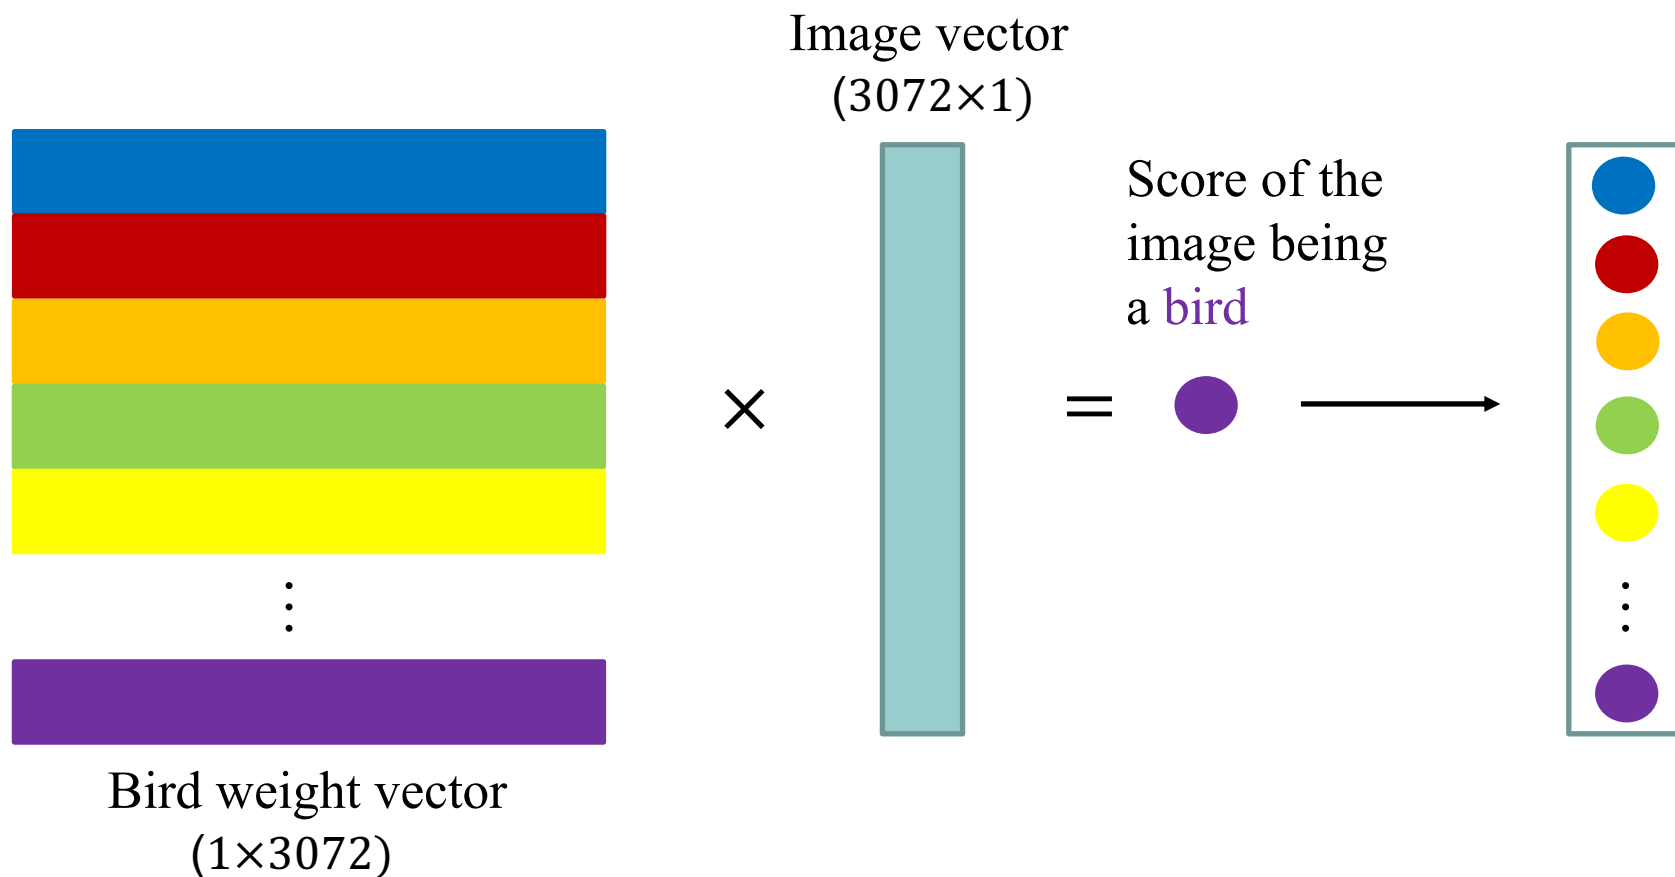 Image vector
(3072×1)
Score of the
image being
a bird
×
=
⋮
⋮
Bird weight vector
(1×3072)